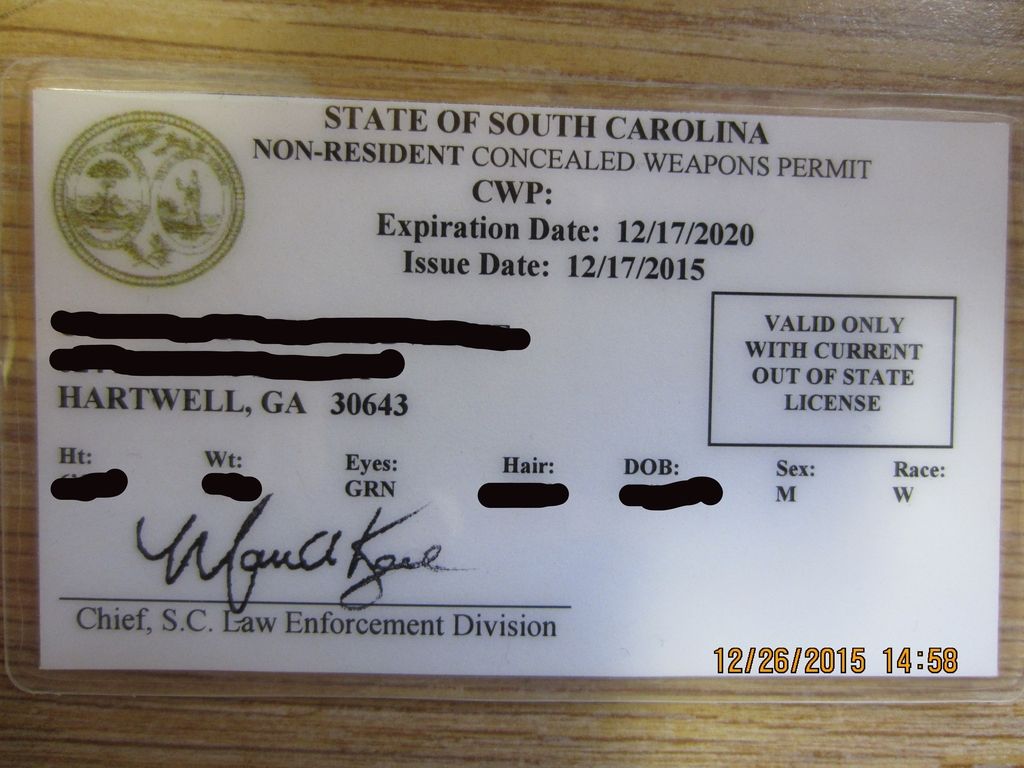 STATE OF SOUTH CAROLINA
NON-RESIDENT CONCEALED WEAPONS PERMIT
CWP:
Expiration Date: 12/17/2020
Issue Date: 12/17/2015
VALID ONLY
WITH CURRENT
OUT OF STATE
LICENSE
HARTWELL, GA 30643
Ht: Wt: Eyes: Hair: DOB: Sex: Race:
GRN M W
Chief, S.C. Law Enforcement Division
12/26/2015 14:58